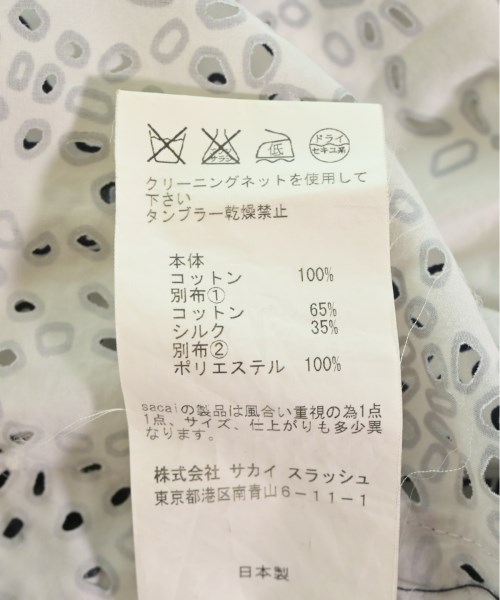 エンソ
サラシ
低
ドライ
セキユ系
クリーニングネットを使用して
下さい
タンブラー乾燥禁止
本体
コットン 100%
別布①
コットン 65%
シルク 35%
別布②
ポリエステル 100%
sacaiの製品は風合い重視の為1点
1点、サイズ、仕上がりも多少異
なります。
株式会社 サカイ スラッシュ
東京都港区南青山6-11-1
日本製